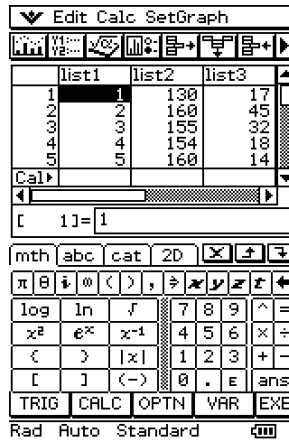 Edit Calc SetGraph
Y1:
Y2:
list1 list2 list3
1 1 130 17
2 2 160 45
3 3 155 32
4 4 154 18
5 5 160 14
Cal▸
[ 1]= 1
mth abc cat 2D
π θ i ∞ ( ) , ⇒ x y z t
log ln √ 7 8 9 ^ =
x² eˣ x⁻¹ 4 5 6 × ÷
( ) |x| 1 2 3 + −
[ ] (−) 0 . E ans
TRIG CALC OPTN VAR EXE
Rad Auto Standard